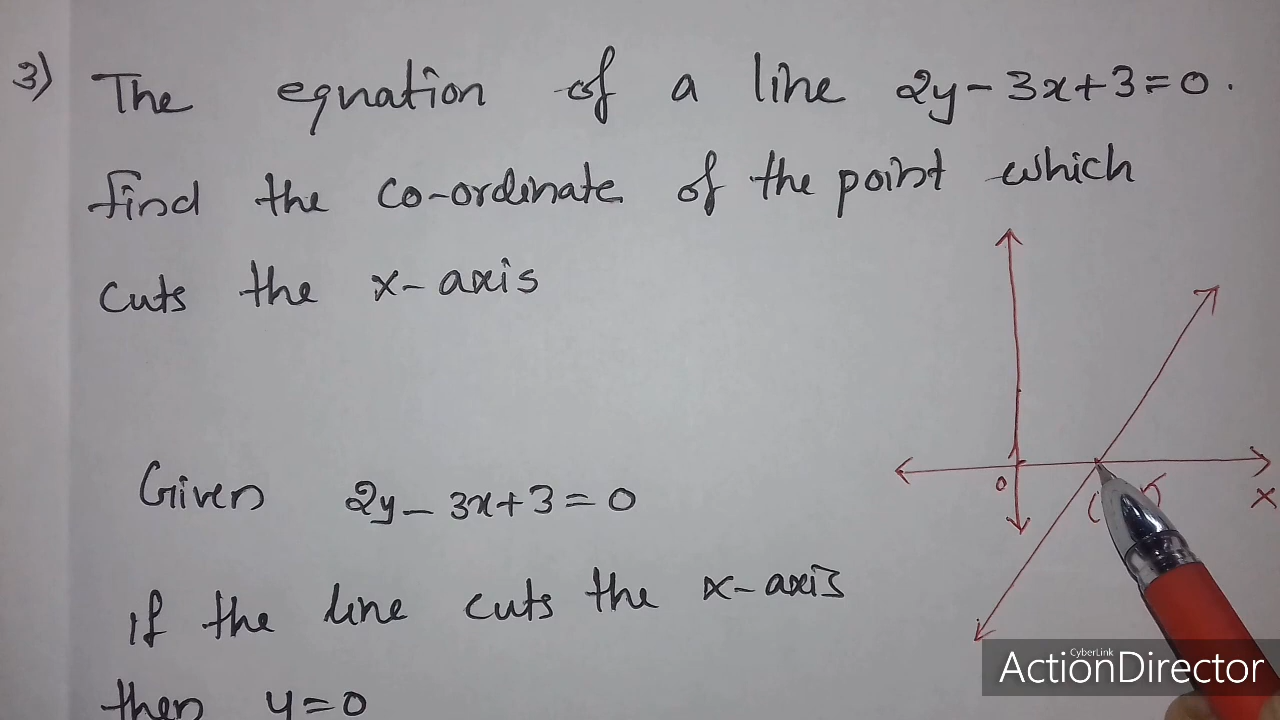 3) The equation of a line 2y-3x+3=0.
find the co-ordinate of the point which
cuts the x-axis
Given 2y-3x+3=0
if the line cuts the x-axis
then y=0
0
(
X
CyberLink
ActionDirector